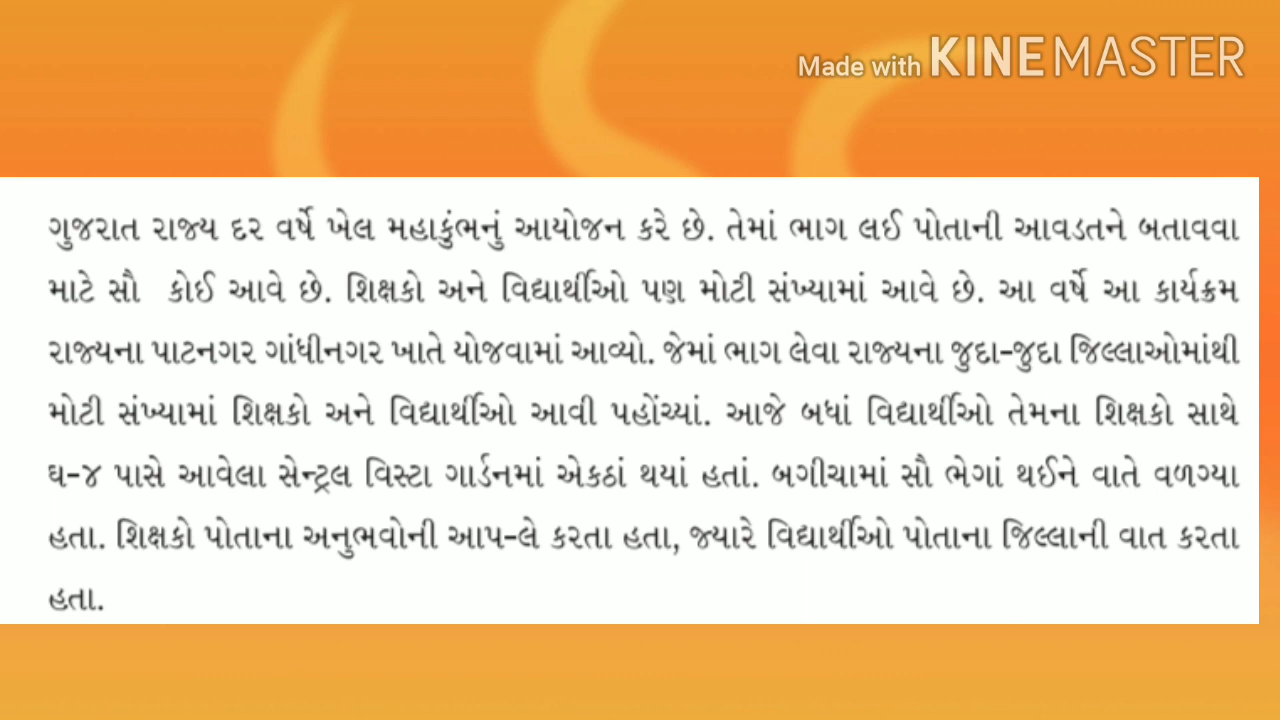 Made with KINEMASTER
ગુજરાત રાજ્ય દર વર્ષે ખેલ મહાકુંભનું આયોજન કરે છે. તેમાં ભાગ લઈ પોતાની આવડતને બતાવવા
માટે સૌ કોઈ આવે છે. શિક્ષકો અને વિદ્યાર્થીઓ પણ મોટી સંખ્યામાં આવે છે. આ વર્ષે આ કાર્યક્રમ
રાજ્યના પાટનગર ગાંધીનગર ખાતે યોજવામાં આવ્યો. જેમાં ભાગ લેવા રાજ્યના જુદા-જુદા જિલ્લાઓમાંથી
મોટી સંખ્યામાં શિક્ષકો અને વિદ્યાર્થીઓ આવી પહોંચ્યાં. આજે બધાં વિદ્યાર્થીઓ તેમના શિક્ષકો સાથે
ઘ-૪ પાસે આવેલા સેન્ટ્રલ વિસ્ટા ગાર્ડનમાં એકઠાં થયાં હતાં. બગીચામાં સૌ ભેગાં થઈને વાતે વળગ્યા
હતા. શિક્ષકો પોતાના અનુભવોની આપ-લે કરતા હતા, જ્યારે વિદ્યાર્થીઓ પોતાના જિલ્લાની વાત કરતા
હતા.